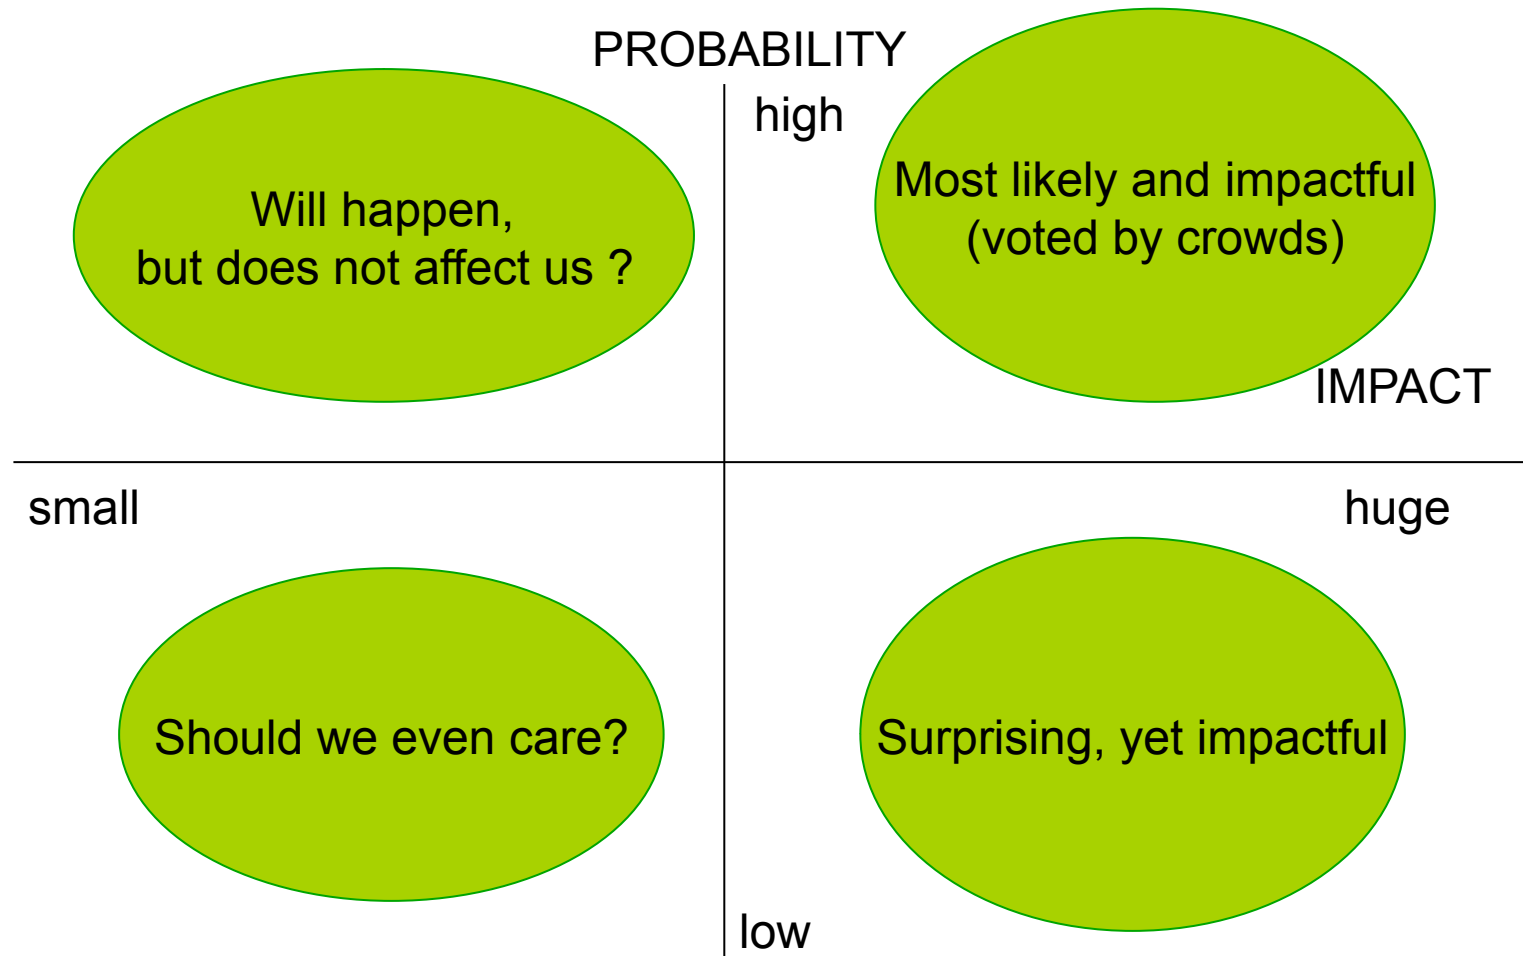 PROBABILITY
high
Will happen,
but does not affect us ?
Most likely and impactful
(voted by crowds)
IMPACT
small
huge
Should we even care?
Surprising, yet impactful
low